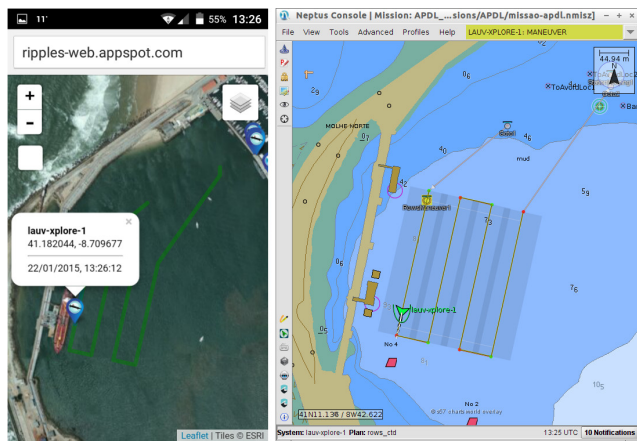 11°
55% 13:26
ripples-web.appspot.com
+
-
×
lauv-xplore-1
41.182044, -8.709677
22/01/2015, 13:26:12
Leaflet | Tiles © ESRI
Neptus Console | Mission: APDL_...sions/APDL/missao-apdl.nmisz]
File View Tools Advanced Profiles Help LAUV-XPLORE-1: MANEUVER
44.94 m
N
MOLHE-NORTE
mud
lauv-xplore-1
No 4
No 2
41N11.136 / 8W42.622
System: lauv-xplore-1 Plan: rows_ctd
13:25 UTC 10 Notifications